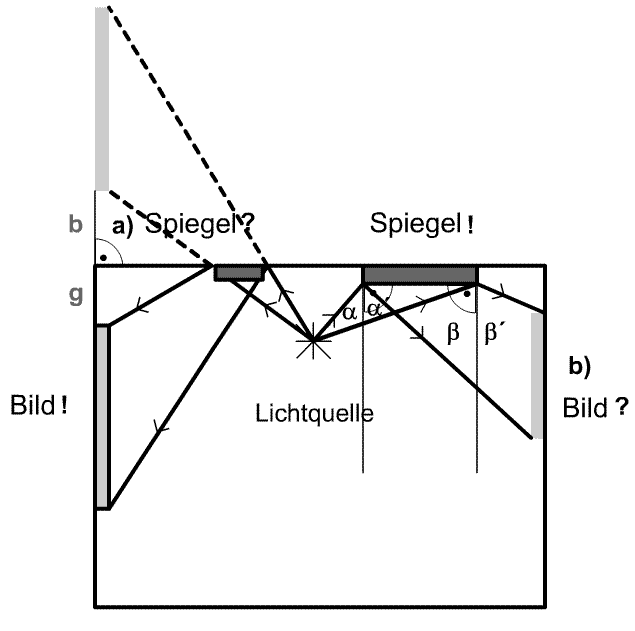 b a) Spiegel? Spiegel!
g
α α´
β β´
b)
Bild! Bild?
Lichtquelle